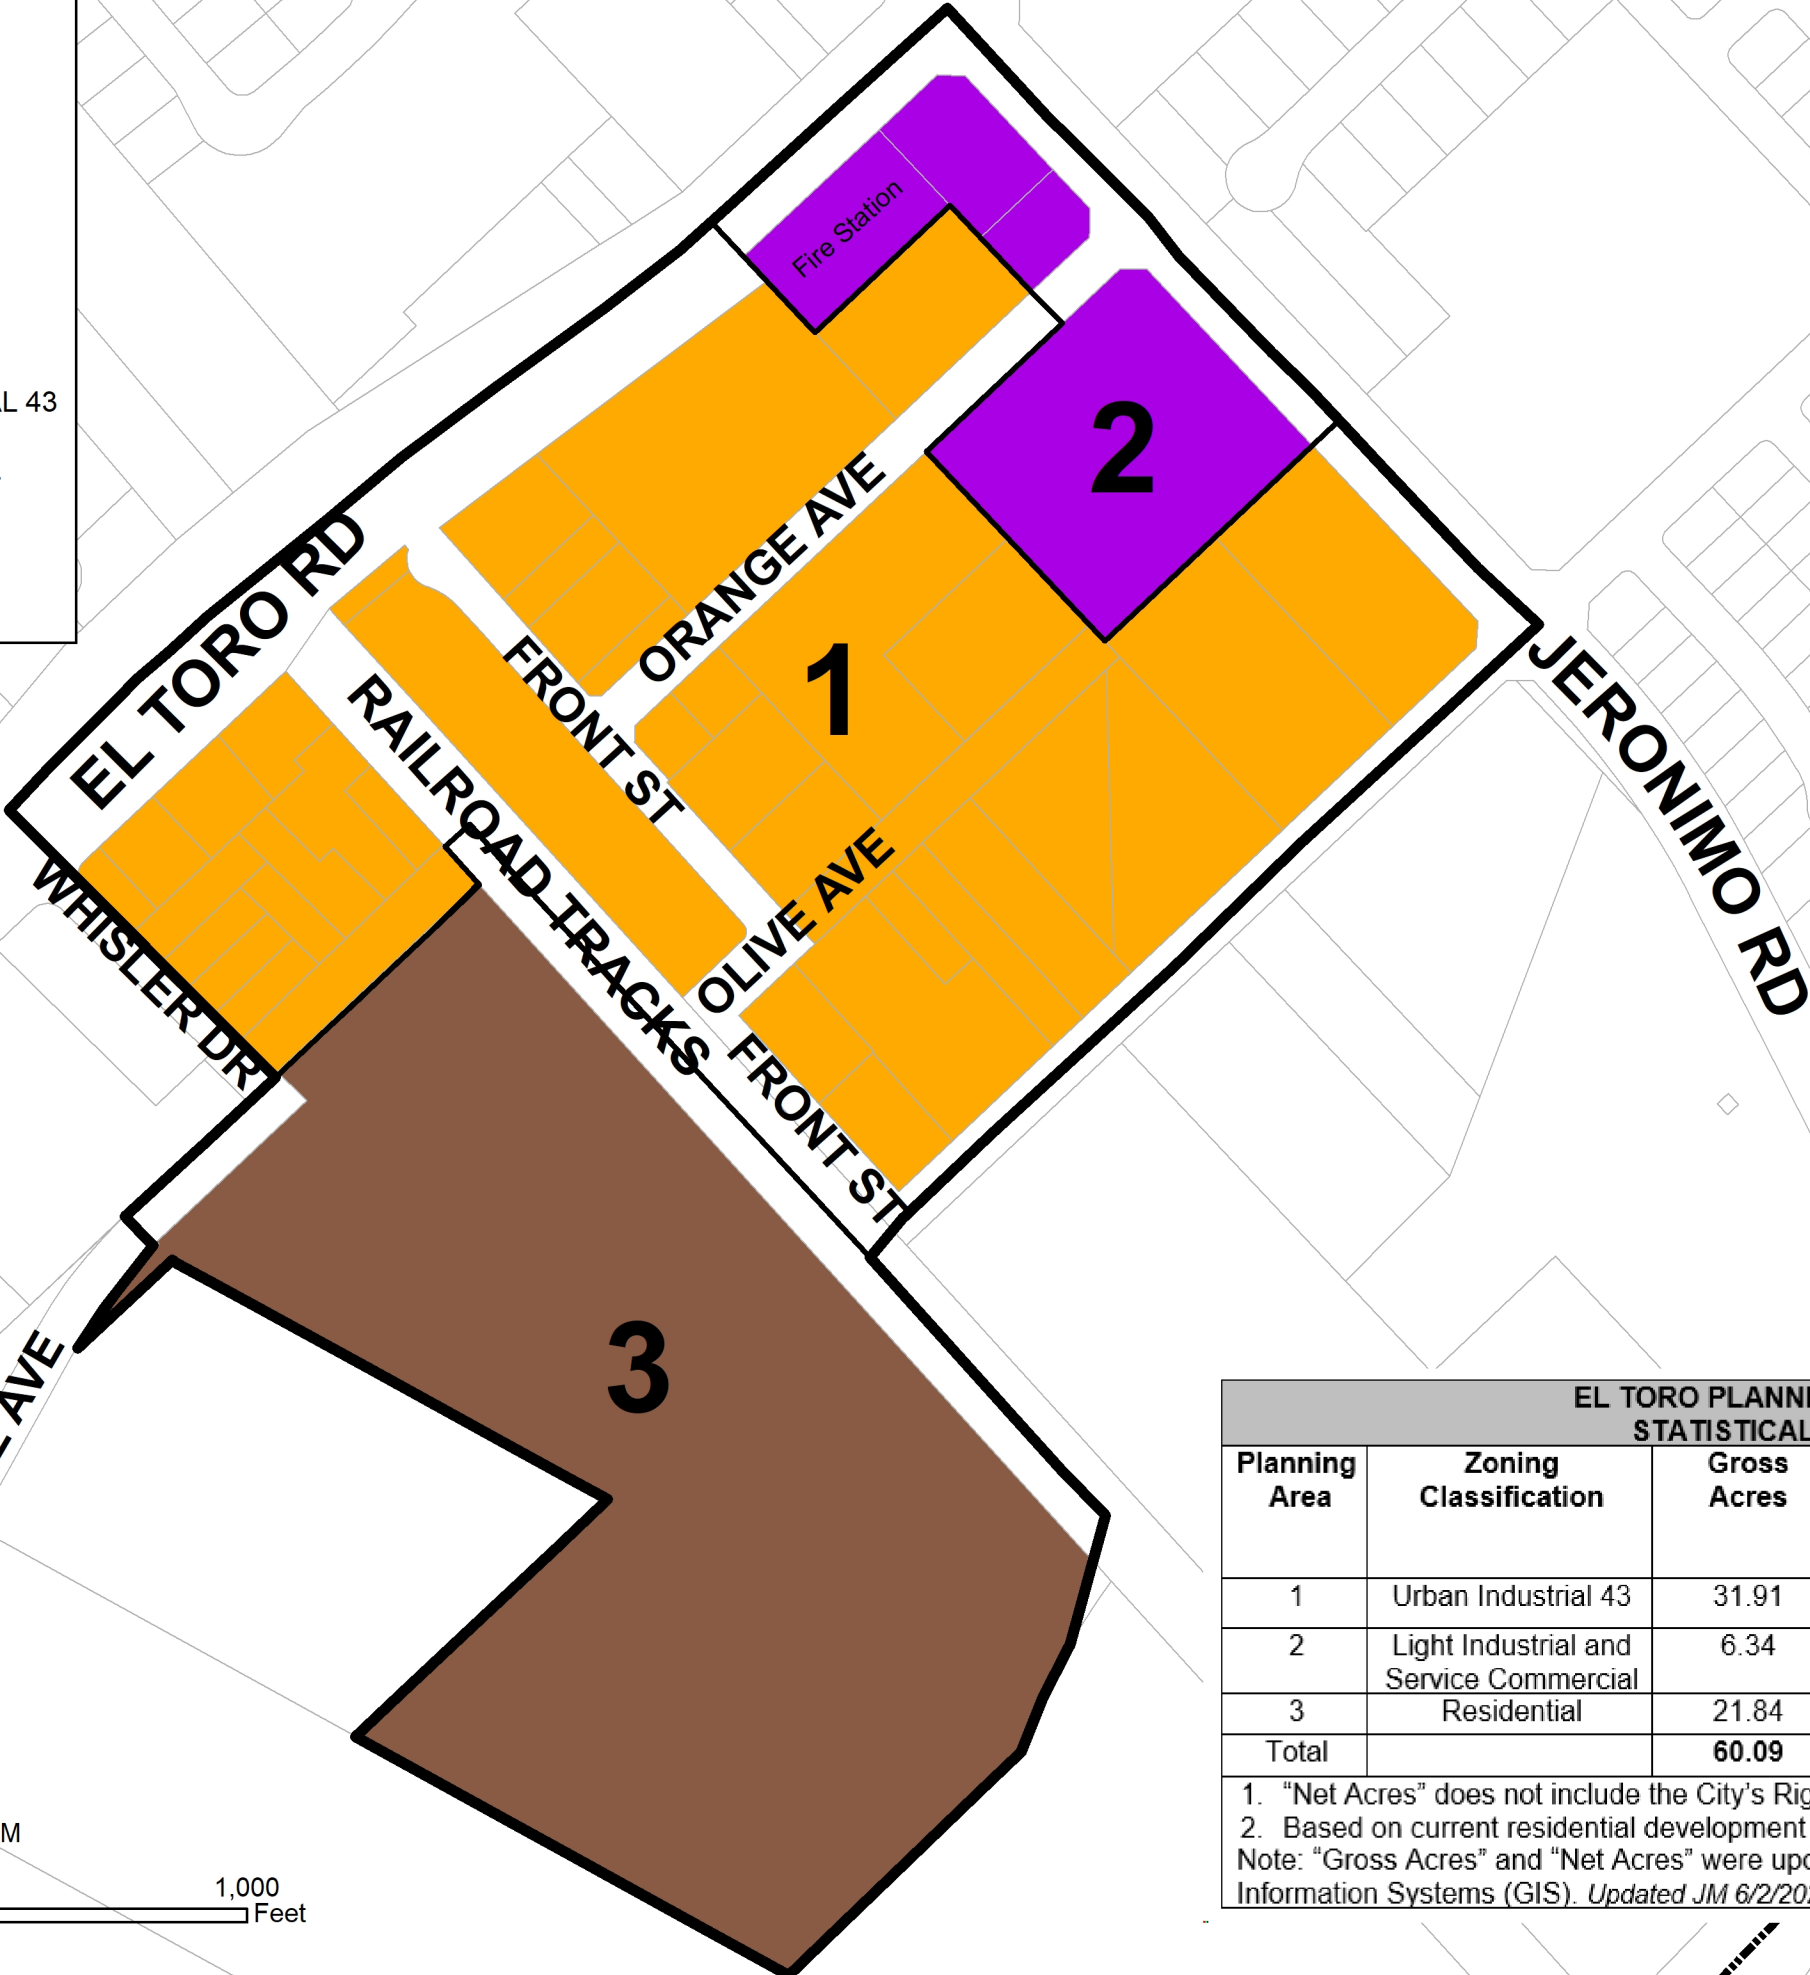 L 43
Fire Station
2
EL TORO RD
ORANGE AVE
1
FRONT ST
RAILROAD TRACKS
JERONIMO RD
OLIVE AVE
WHISLER DR
FRONT ST
3
AVE
EL TORO PLANN
STATISTICAL
Planning Area
Zoning Classification
Gross Acres
1 Urban Industrial 43 31.91
2 Light Industrial and Service Commercial 6.34
3 Residential 21.84
Total 60.09
1. “Net Acres” does not include the City’s Rig
2. Based on current residential development
Note: “Gross Acres” and “Net Acres” were upd
Information Systems (GIS). Updated JM 6/2/202
M
1,000
Feet